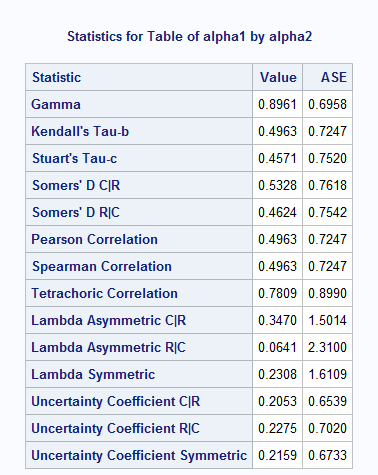 Statistics for Table of alpha1 by alpha2
Statistic Value ASE
Gamma 0.8961 0.6958
Kendall's Tau-b 0.4963 0.7247
Stuart's Tau-c 0.4571 0.7520
Somers' D C|R 0.5328 0.7618
Somers' D R|C 0.4624 0.7542
Pearson Correlation 0.4963 0.7247
Spearman Correlation 0.4963 0.7247
Tetrachoric Correlation 0.7809 0.8990
Lambda Asymmetric C|R 0.3470 1.5014
Lambda Asymmetric R|C 0.0641 2.3100
Lambda Symmetric 0.2308 1.6109
Uncertainty Coefficient C|R 0.2053 0.6539
Uncertainty Coefficient R|C 0.2275 0.7020
Uncertainty Coefficient Symmetric 0.2159 0.6733